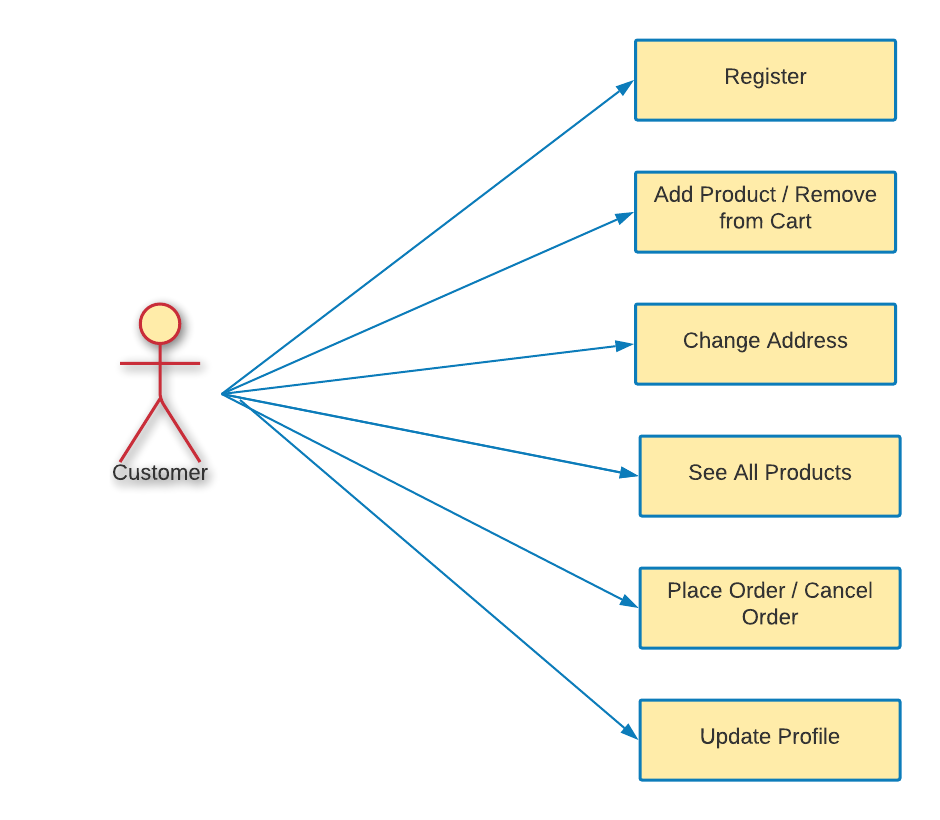 Register
Add Product / Remove
from Cart
Change Address
Customer
See All Products
Place Order / Cancel
Order
Update Profile